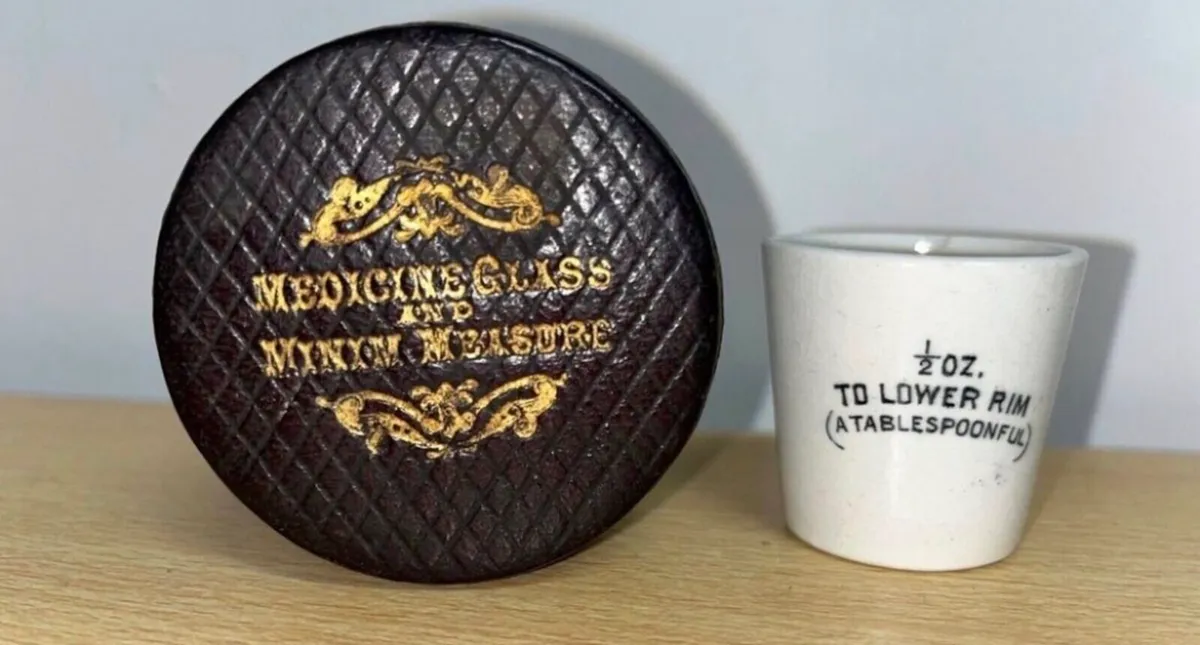 MEDICINE GLASS
AND
MINIM MEASURE
½ OZ.
TO LOWER RIM
(A TABLESPOONFUL)